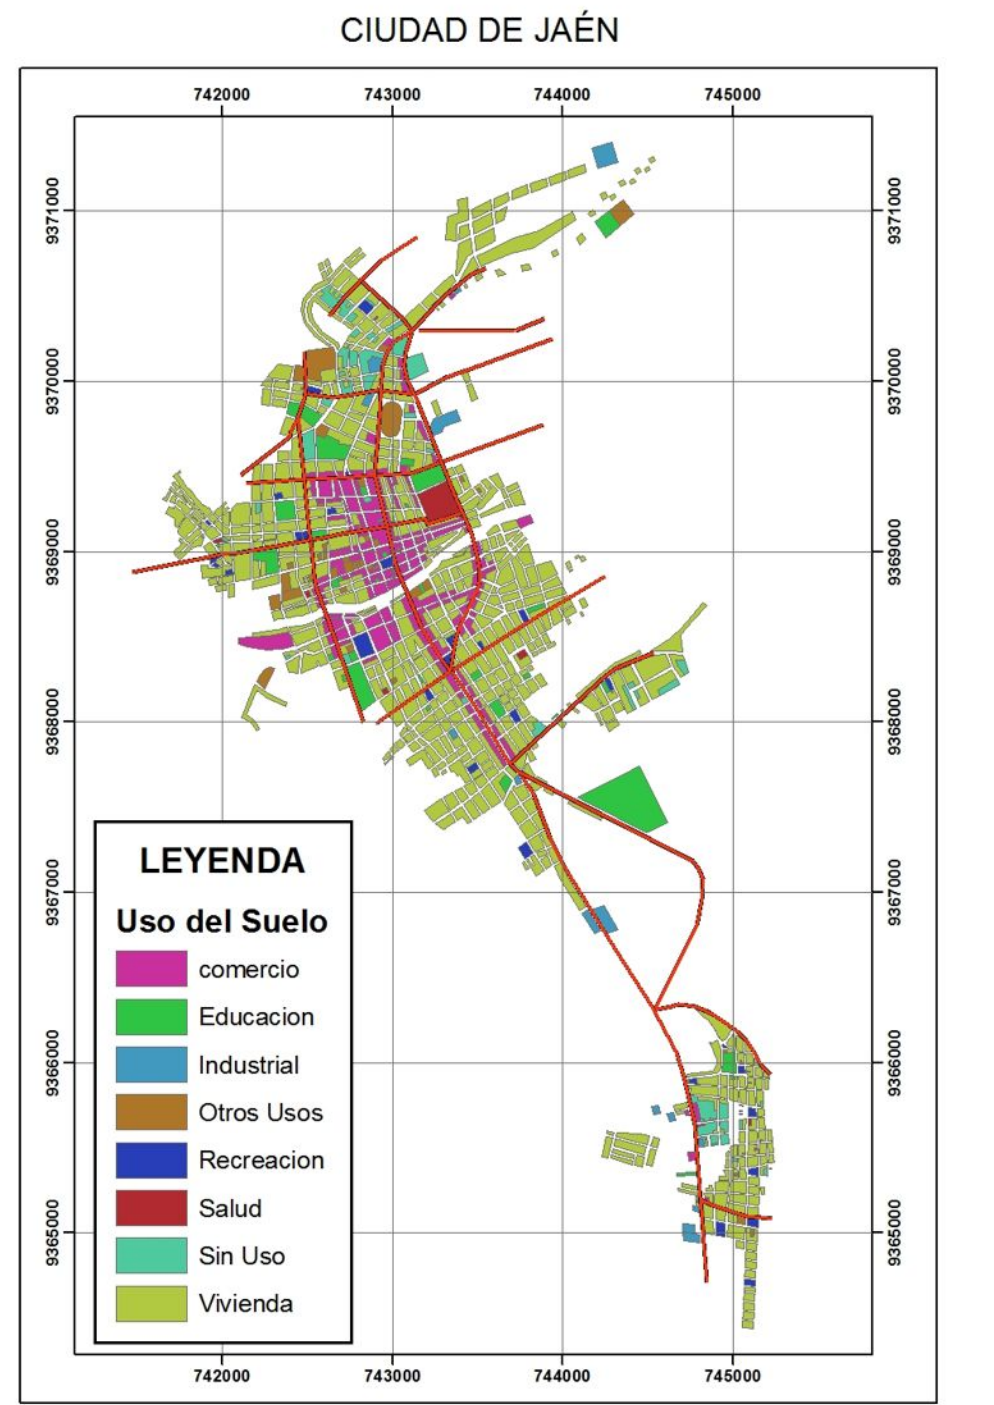 CIUDAD DE JAÉN
742000 743000 744000 745000
9371000 9371000
9370000 9370000
9369000 9369000
9368000 9368000
9367000 9367000
9366000 9366000
9365000 9365000
LEYENDA
Uso del Suelo
comercio
Educacion
Industrial
Otros Usos
Recreacion
Salud
Sin Uso
Vivienda
742000 743000 744000 745000